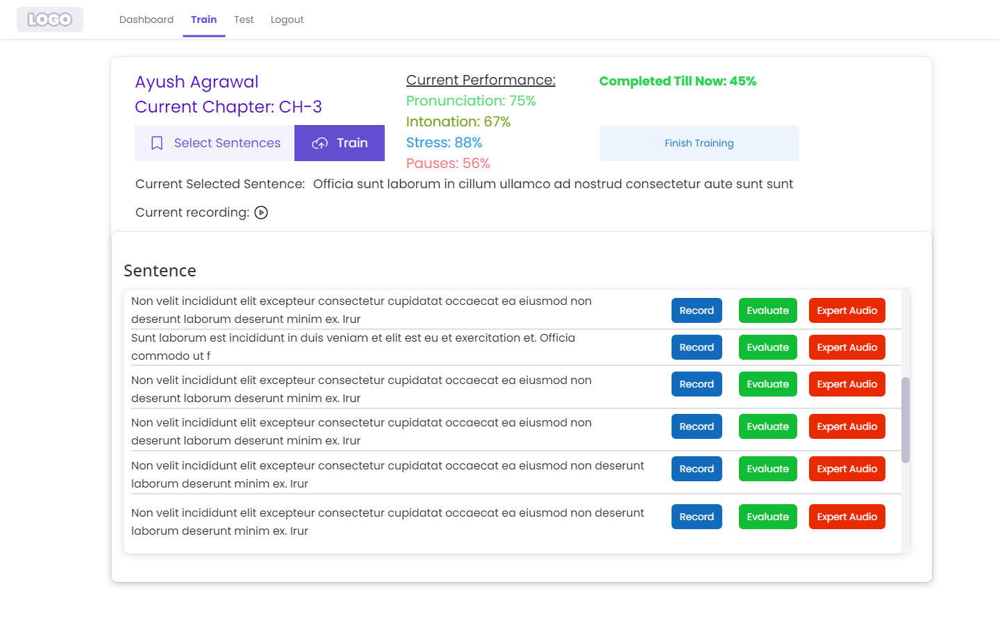 LOGO
Dashboard Train Test Logout
Ayush Agrawal
Current Chapter: CH-3
Select Sentences
Train
Current Performance:
Pronunciation: 75%
Intonation: 67%
Stress: 88%
Pauses: 56%
Completed Till Now: 45%
Finish Training
Current Selected Sentence: Officia sunt laborum in cillum ullamco ad nostrud consectetur aute sunt sunt
Current recording:
Sentence
Non velit incididunt elit excepteur consectetur cupidatat occaecat ea eiusmod non
deserunt laborum deserunt minim ex. Irur
Record Evaluate Expert Audio
Sunt laborum est incididunt in duis veniam et elit est eu et exercitation et. Officia
commodo ut f
Record Evaluate Expert Audio
Non velit incididunt elit excepteur consectetur cupidatat occaecat ea eiusmod non
deserunt laborum deserunt minim ex. Irur
Record Evaluate Expert Audio
Non velit incididunt elit excepteur consectetur cupidatat occaecat ea eiusmod non
deserunt laborum deserunt minim ex. Irur
Record Evaluate Expert Audio
Non velit incididunt elit excepteur consectetur cupidatat occaecat ea eiusmod non deserunt
laborum deserunt minim ex. Irur
Record Evaluate Expert Audio
Non velit incididunt elit excepteur consectetur cupidatat occaecat ea eiusmod non deserunt
laborum deserunt minim ex. Irur
Record Evaluate Expert Audio